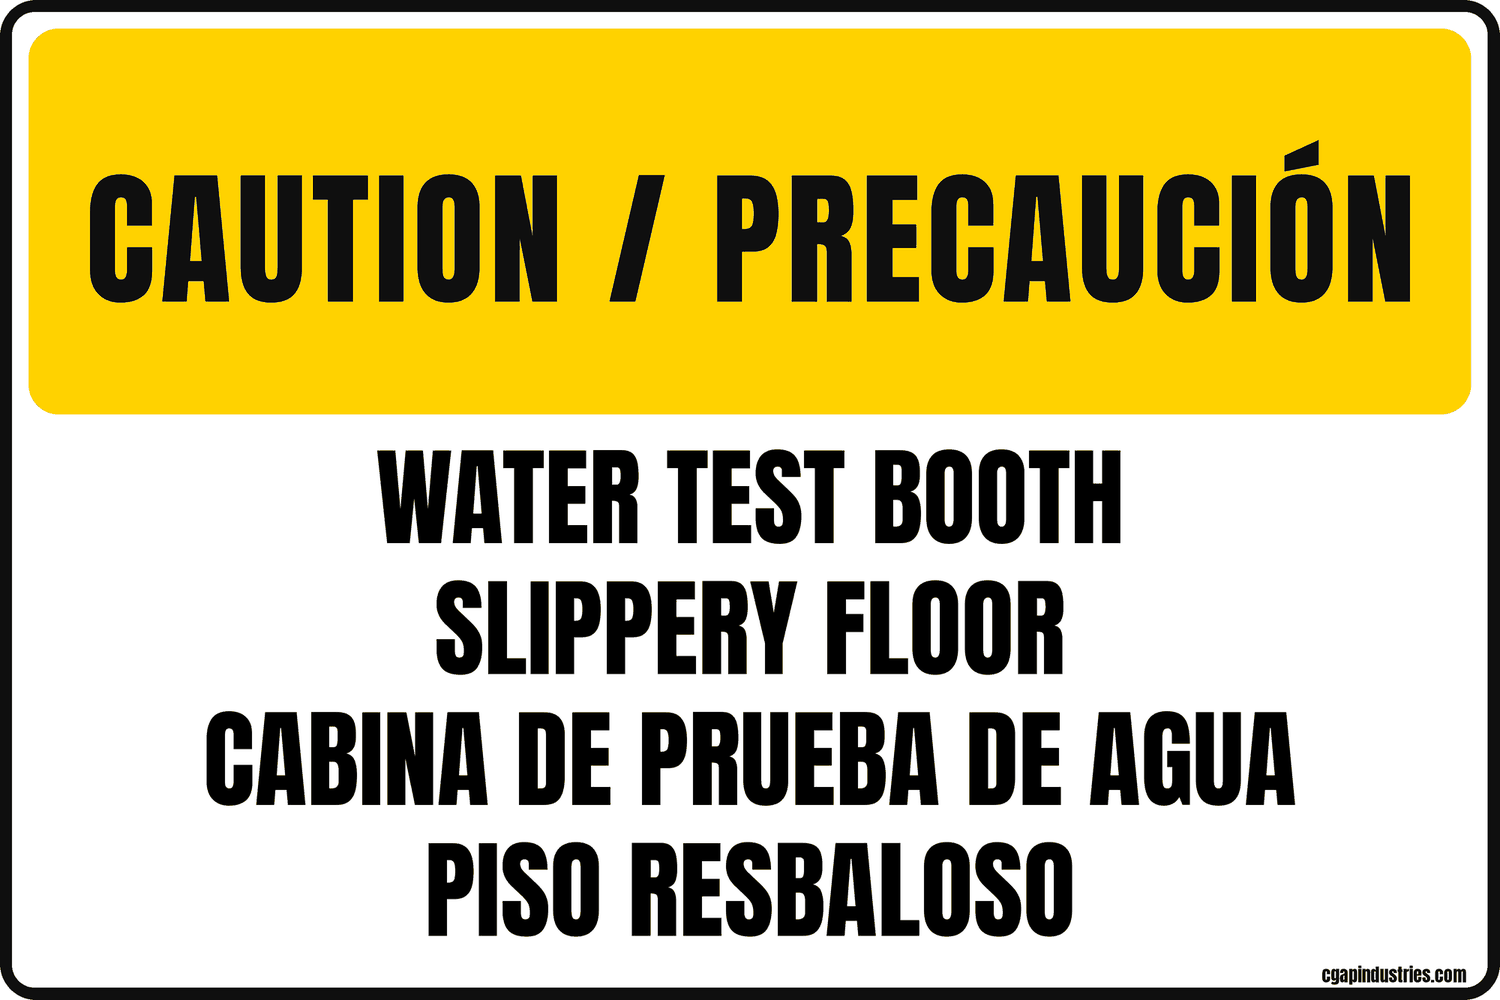 CAUTION / PRECAUCIÓN
WATER TEST BOOTH
SLIPPERY FLOOR
CABINA DE PRUEBA DE AGUA
PISO RESBALOSO
cgapindustries.com